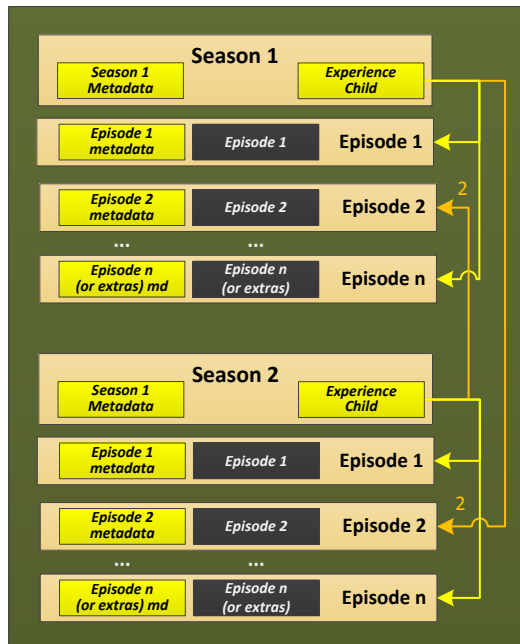 Season 1
Season 1
Metadata
Experience
Child
Episode 1
metadata
Episode 1
Episode 1
Episode 2
metadata
Episode 2
Episode 2
2
...
...
Episode n
(or extras) md
Episode n
(or extras)
Episode n
Season 2
Season 1
Metadata
Experience
Child
Episode 1
metadata
Episode 1
Episode 1
Episode 2
metadata
Episode 2
Episode 2
2
...
...
Episode n
(or extras) md
Episode n
(or extras)
Episode n